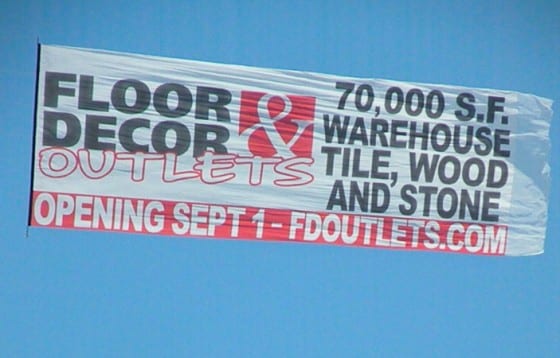 FLOOR &
DECOR
OUTLETS
70,000 S.F.
WAREHOUSE
TILE, WOOD
AND STONE
OPENING SEPT 1 - FDOUTLETS.COM